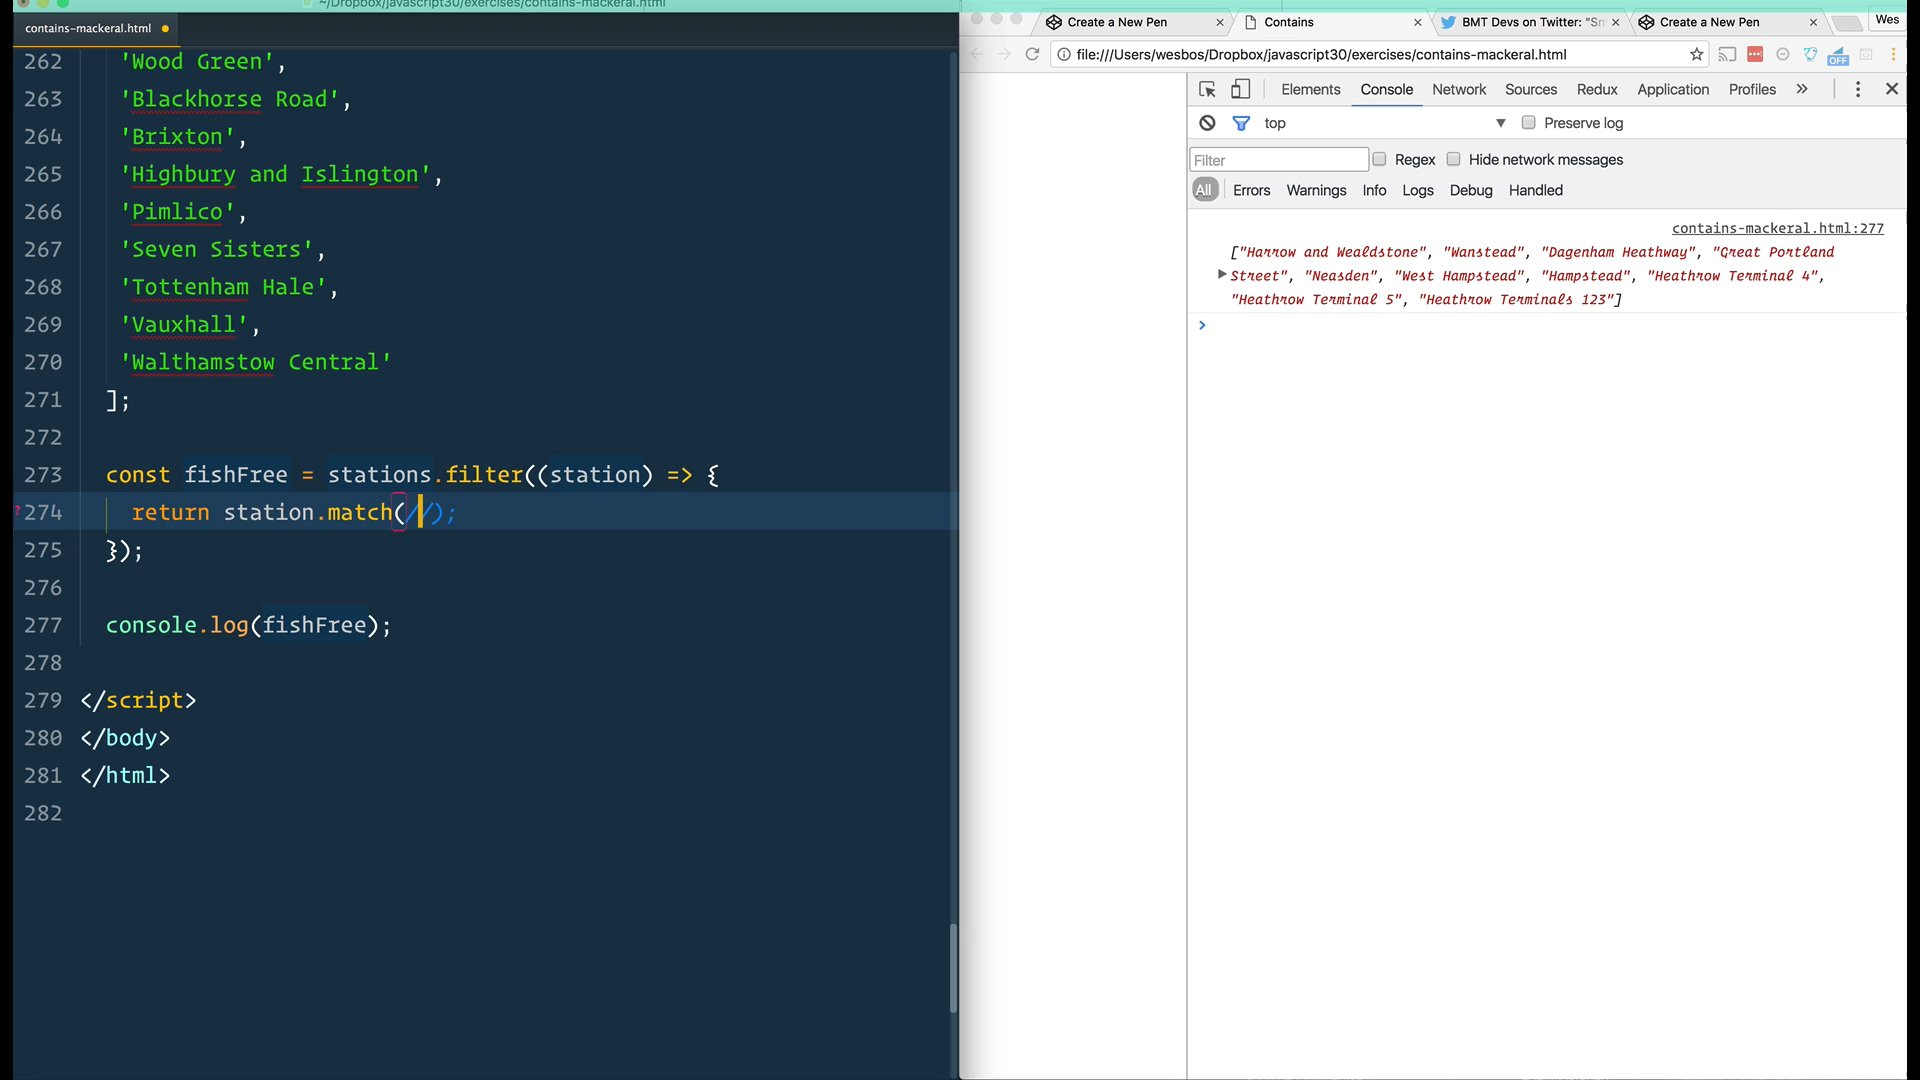 ~/Dropbox/javascript30/exercises/contains-mackeral.html
contains-mackeral.html
262 'Wood Green',
263 'Blackhorse Road',
264 'Brixton',
265 'Highbury and Islington',
266 'Pimlico',
267 'Seven Sisters',
268 'Tottenham Hale',
269 'Vauxhall',
270 'Walthamstow Central'
271 ];
272
273 const fishFree = stations.filter((station) => {
274 return station.match(//);
275 });
276
277 console.log(fishFree);
278
279 </script>
280 </body>
281 </html>
282
Create a New Pen × Contains × BMT Devs on Twitter: "Sm × Create a New Pen × Wes
file:///Users/wesbos/Dropbox/javascript30/exercises/contains-mackeral.html OFF
Elements Console Network Sources Redux Application Profiles »
top Preserve log
Filter Regex Hide network messages
All Errors Warnings Info Logs Debug Handled
contains-mackeral.html:277
["Harrow and Wealdstone", "Wanstead", "Dagenham Heathway", "Great Portland
Street", "Neasden", "West Hampstead", "Hampstead", "Heathrow Terminal 4",
"Heathrow Terminal 5", "Heathrow Terminals 123"]
>